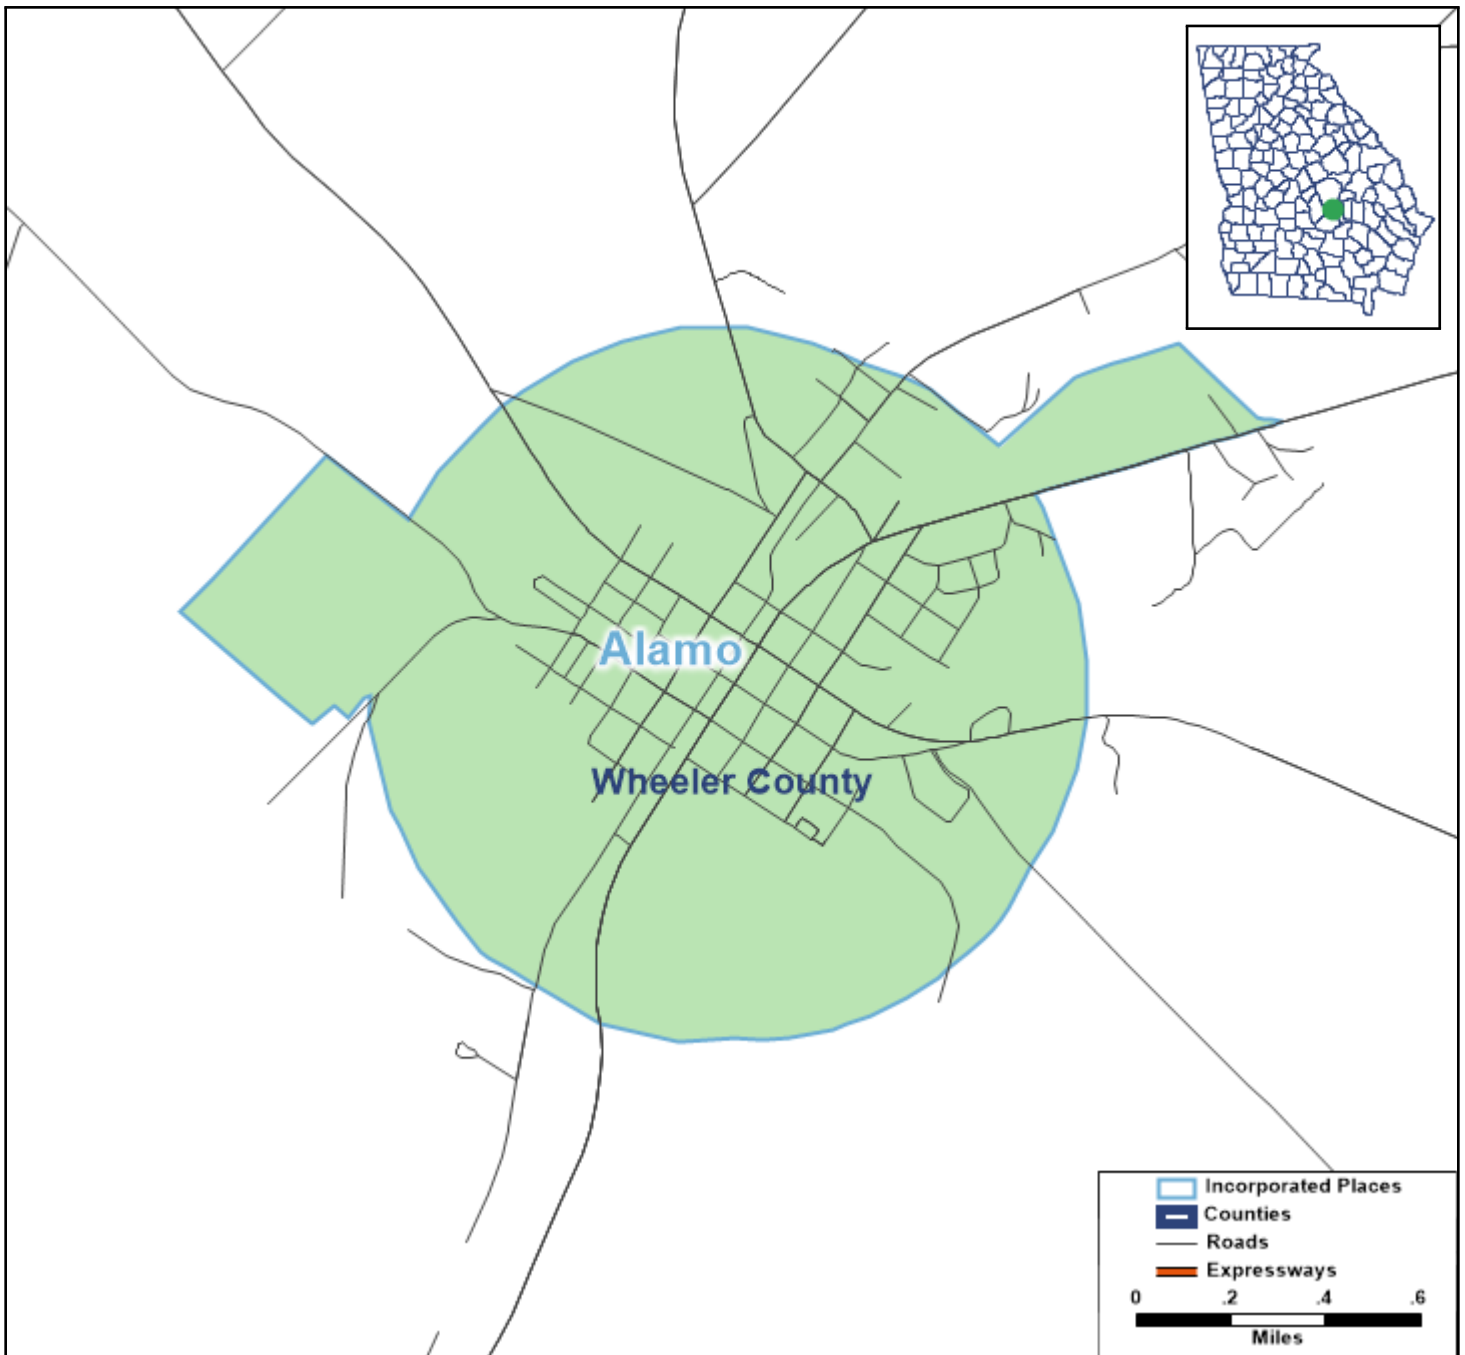 Alamo
Wheeler County
Incorporated Places
Counties
Roads
Expressways
0 .2 .4 .6
Miles